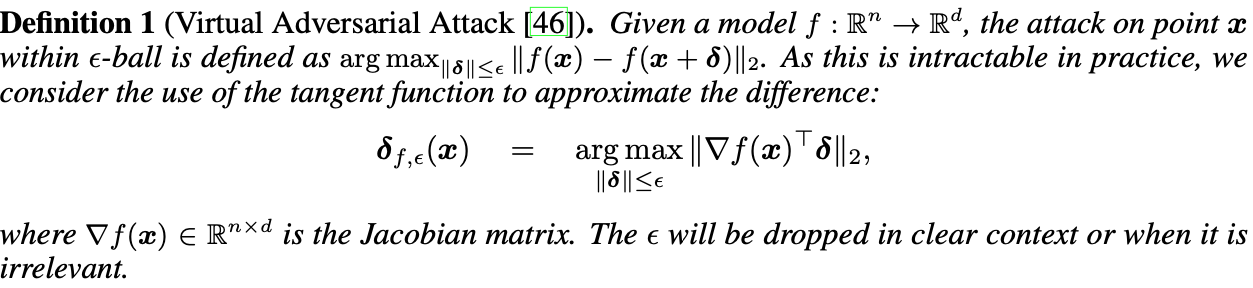 Definition 1 (Virtual Adversarial Attack [46]). Given a model f : ℝⁿ → ℝᵈ, the attack on point x
within ϵ-ball is defined as arg max_{‖δ‖≤ϵ} ‖f(x) − f(x + δ)‖₂. As this is intractable in practice, we
consider the use of the tangent function to approximate the difference:
δ_{f,ϵ}(x) = arg max_{‖δ‖≤ϵ} ‖∇f(x)^⊤δ‖₂,
where ∇f(x) ∈ ℝ^{n×d} is the Jacobian matrix. The ϵ will be dropped in clear context or when it is
irrelevant.